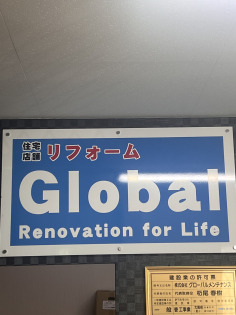 住宅
店舗
リフォーム
Global
Renovation for Life
建設業の許可票
株式会社 グローバルメンテナンス